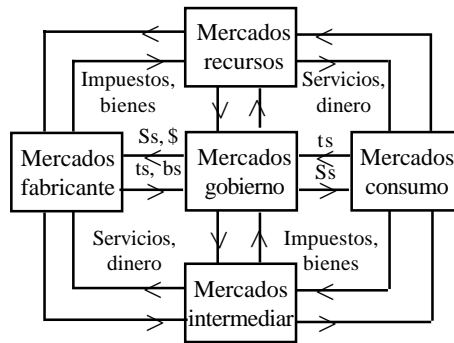 Mercados
recursos
Impuestos,
bienes
Servicios,
dinero
Ss, $
ts
Mercados
fabricante
ts, bs
Mercados
gobierno
Ss
Mercados
consumo
Servicios,
dinero
Impuestos,
bienes
Mercados
intermediar